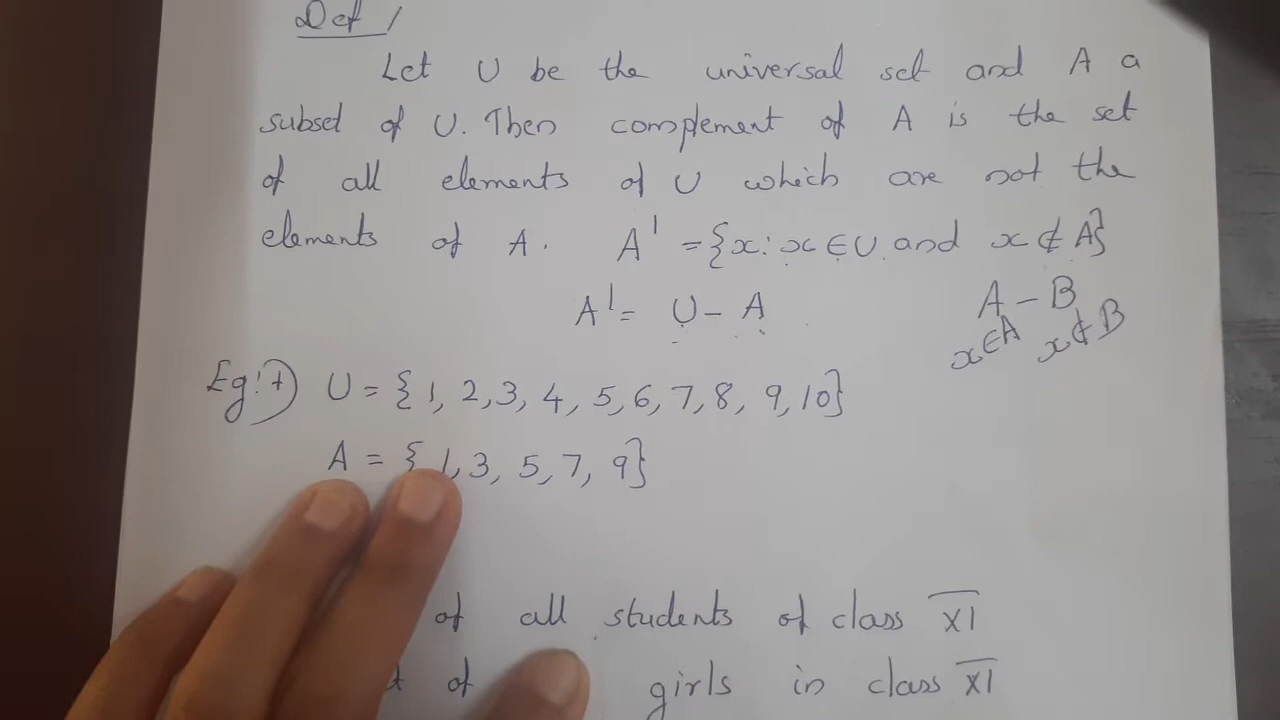 Def 1
Let U be the universal set and A a
subset of U. Then complement of A is the set
of all elements of U which are not the
elements of A. A' = {x: x ∈ U and x ∉ A}
A' = U - A
A - B
x ∈ A x ∉ B
Eg: 1) U = {1, 2, 3, 4, 5, 6, 7, 8, 9, 10}
A = {1, 3, 5, 7, 9}
of all students of class XI
of girls in class XI